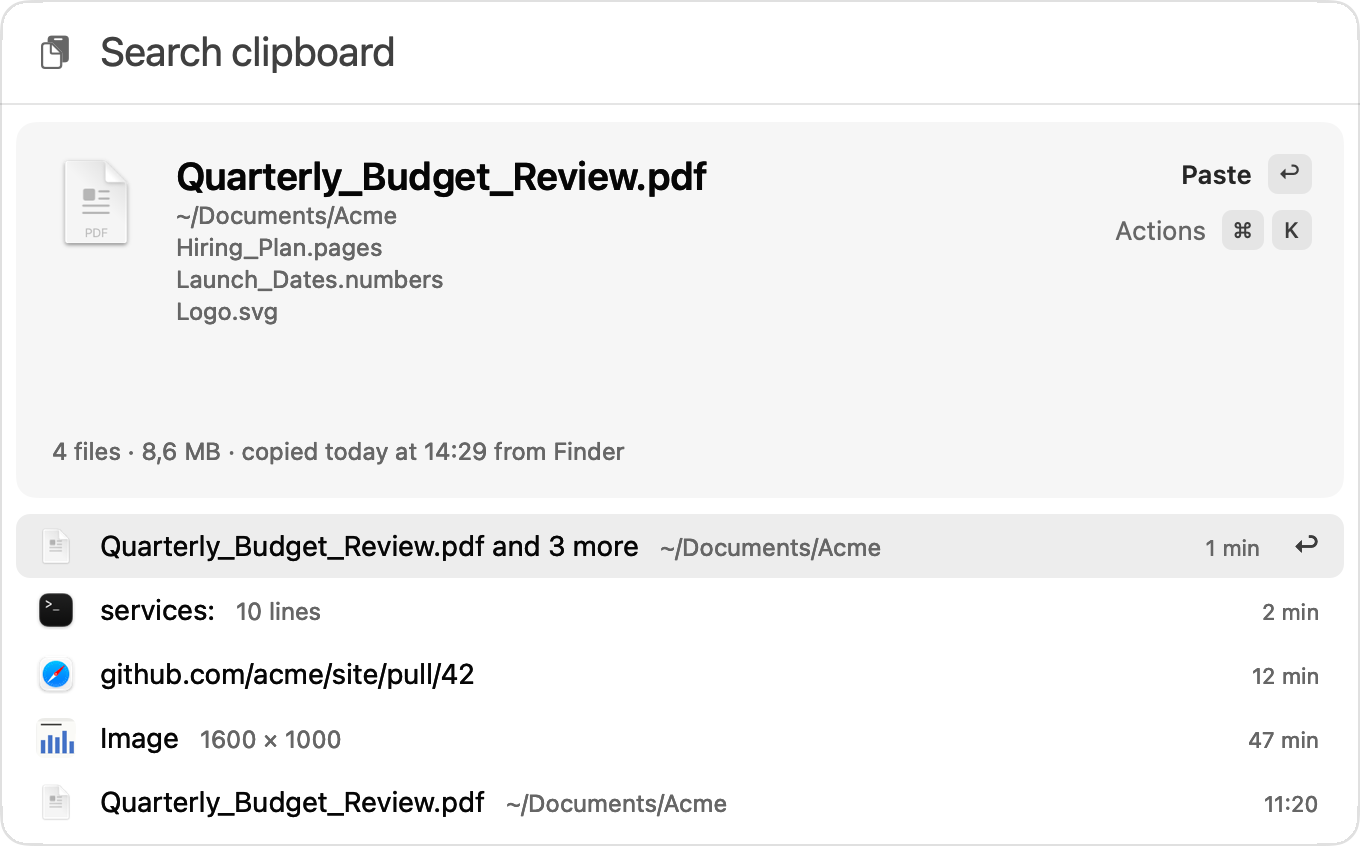 Search clipboard
Quarterly_Budget_Review.pdf
~/Documents/Acme
Hiring_Plan.pages
Launch_Dates.numbers
Logo.svg
PDF
Paste ↩
Actions ⌘ K
4 files · 8,6 MB · copied today at 14:29 from Finder
Quarterly_Budget_Review.pdf and 3 more ~/Documents/Acme 1 min ↩
>_ services: 10 lines 2 min
github.com/acme/site/pull/42 12 min
Image 1600 × 1000 47 min
Quarterly_Budget_Review.pdf ~/Documents/Acme 11:20